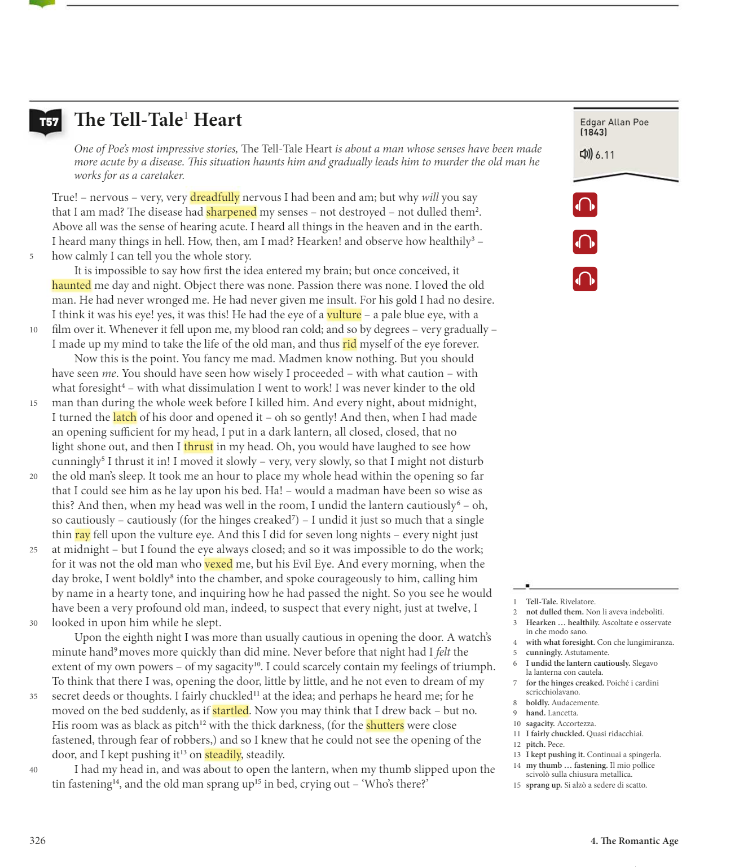 T57
The Tell-Tale¹ Heart
One of Poe's most impressive stories, The Tell-Tale Heart is about a man whose senses have been made
more acute by a disease. This situation haunts him and gradually leads him to murder the old man he
works for as a caretaker.
Edgar Allan Poe
(1843)
6.11
True! – nervous – very, very dreadfully nervous I had been and am; but why will you say
that I am mad? The disease had sharpened my senses – not destroyed – not dulled them².
Above all was the sense of hearing acute. I heard all things in the heaven and in the earth.
I heard many things in hell. How, then, am I mad? Hearken! and observe how healthily³ –
5 how calmly I can tell you the whole story.
It is impossible to say how first the idea entered my brain; but once conceived, it
haunted me day and night. Object there was none. Passion there was none. I loved the old
man. He had never wronged me. He had never given me insult. For his gold I had no desire.
I think it was his eye! yes, it was this! He had the eye of a vulture – a pale blue eye, with a
10 film over it. Whenever it fell upon me, my blood ran cold; and so by degrees – very gradually –
I made up my mind to take the life of the old man, and thus rid myself of the eye forever.
Now this is the point. You fancy me mad. Madmen know nothing. But you should
have seen me. You should have seen how wisely I proceeded – with what caution – with
what foresight⁴ – with what dissimulation I went to work! I was never kinder to the old
15 man than during the whole week before I killed him. And every night, about midnight,
I turned the latch of his door and opened it – oh so gently! And then, when I had made
an opening sufficient for my head, I put in a dark lantern, all closed, closed, that no
light shone out, and then I thrust in my head. Oh, you would have laughed to see how
cunningly⁵ I thrust it in! I moved it slowly – very, very slowly, so that I might not disturb
20 the old man's sleep. It took me an hour to place my whole head within the opening so far
that I could see him as he lay upon his bed. Ha! – would a madman have been so wise as
this? And then, when my head was well in the room, I undid the lantern cautiously⁶ – oh,
so cautiously – cautiously (for the hinges creaked⁷) – I undid it just so much that a single
thin ray fell upon the vulture eye. And this I did for seven long nights – every night just
25 at midnight – but I found the eye always closed; and so it was impossible to do the work;
for it was not the old man who vexed me, but his Evil Eye. And every morning, when the
day broke, I went boldly⁸ into the chamber, and spoke courageously to him, calling him
by name in a hearty tone, and inquiring how he had passed the night. So you see he would
have been a very profound old man, indeed, to suspect that every night, just at twelve, I
30 looked in upon him while he slept.
Upon the eighth night I was more than usually cautious in opening the door. A watch's
minute hand⁹ moves more quickly than did mine. Never before that night had I felt the
extent of my own powers – of my sagacity¹⁰. I could scarcely contain my feelings of triumph.
To think that there I was, opening the door, little by little, and he not even to dream of my
35 secret deeds or thoughts. I fairly chuckled¹¹ at the idea; and perhaps he heard me; for he
moved on the bed suddenly, as if startled. Now you may think that I drew back – but no.
His room was as black as pitch¹² with the thick darkness, (for the shutters were close
fastened, through fear of robbers,) and so I knew that he could not see the opening of the
door, and I kept pushing it¹³ on steadily, steadily.
40 I had my head in, and was about to open the lantern, when my thumb slipped upon the
tin fastening¹⁴, and the old man sprang up¹⁵ in bed, crying out – 'Who's there?'
1 Tell-Tale. Rivelatore.
2 not dulled them. Non li aveva indeboliti.
3 Hearken … healthily. Ascoltate e osservate
in che modo sano.
4 with what foresight. Con che lungimiranza.
5 cunningly. Astutamente.
6 I undid the lantern cautiously. Slegavo
la lanterna con cautela.
7 for the hinges creaked. Poiché i cardini
scricchiolavano.
8 boldly. Audacemente.
9 hand. Lancetta.
10 sagacity. Accortezza.
11 I fairly chuckled. Quasi ridacchiai.
12 pitch. Pece.
13 I kept pushing it. Continuai a spingerla.
14 my thumb … fastening. Il mio pollice
scivolò sulla chiusura metallica.
15 sprang up. Si alzò a sedere di scatto.
326
4. The Romantic Age